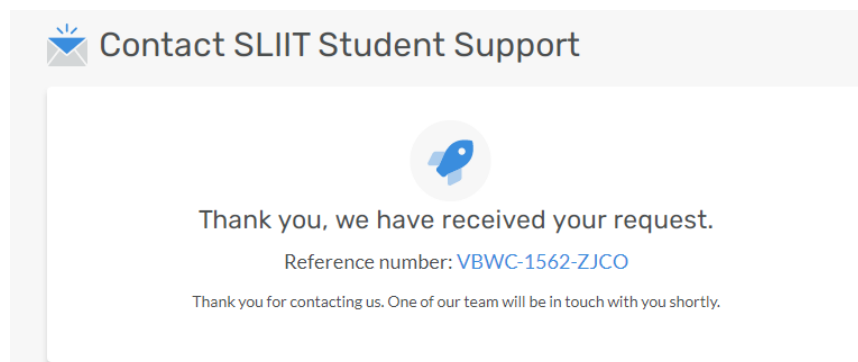 Contact SLIIT Student Support
Thank you, we have received your request.
Reference number: VBWC-1562-ZJCO
Thank you for contacting us. One of our team will be in touch with you shortly.